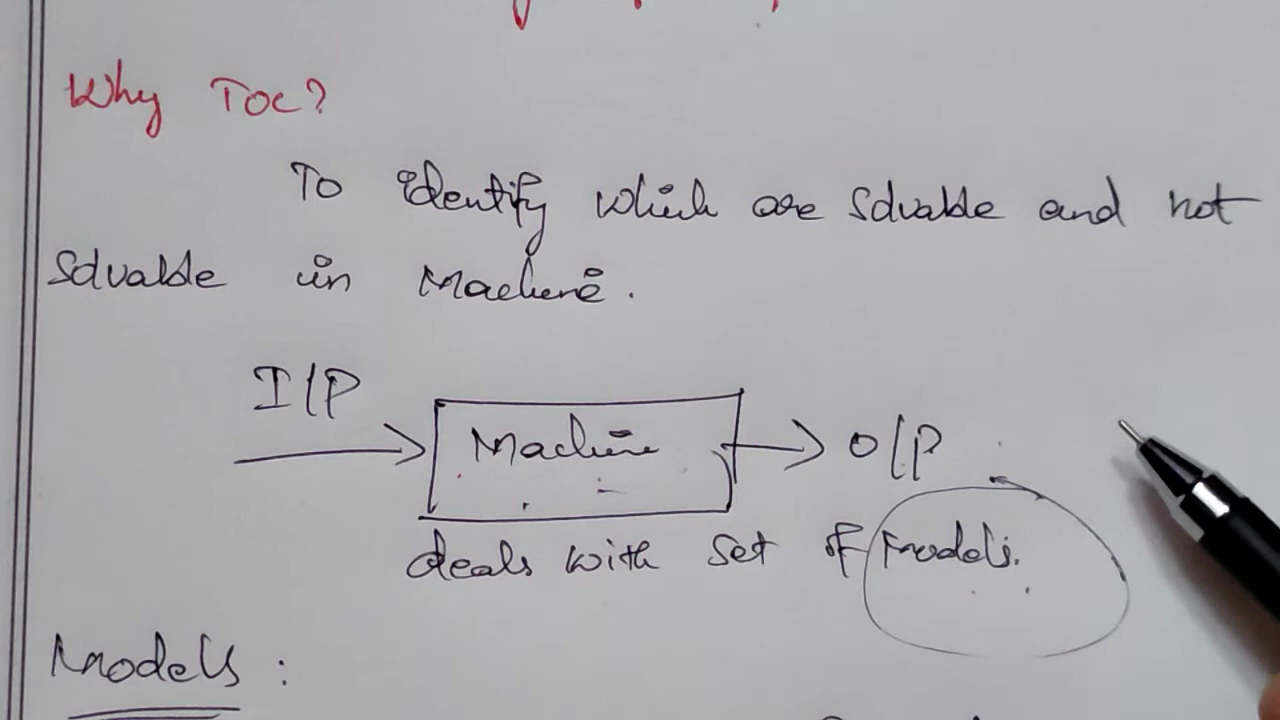 Why TOC?
To identify which are solvable and not
solvable in Machine.
I/P
Machine
O/P
deals with set of models.
Models :